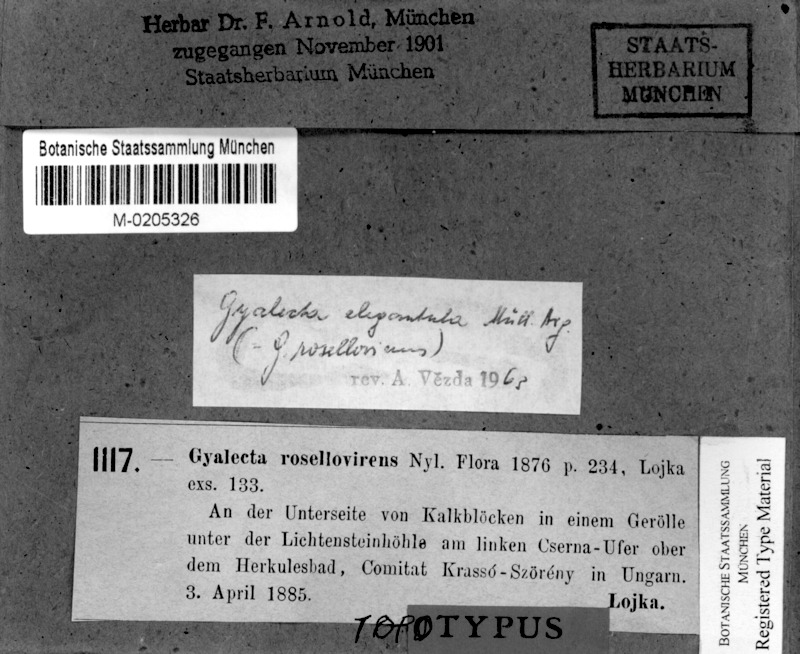 Herbar Dr. F. Arnold, München
zugegangen November 1901
Staatsherbarium München
STAATS-
HERBARIUM
MÜNCHEN
Botanische Staatssammlung München
M-0205326
Gyalecta elegantula Müll. Arg.
(= G. rosellovirens)
rev. A. Vězda 196
1117. — Gyalecta rosellovirens Nyl. Flora 1876 p. 234, Lojka
exs. 133.
An der Unterseite von Kalkblöcken in einem Gerölle
unter der Lichtensteinhöhle am linken Cserna-Ufer ober
dem Herkulesbad, Comitat Krassó-Szörény in Ungarn.
3. April 1885.
Lojka.
TOPOTYPUS
BOTANISCHE STAATSSAMMLUNG
MÜNCHEN
Registered Type Material